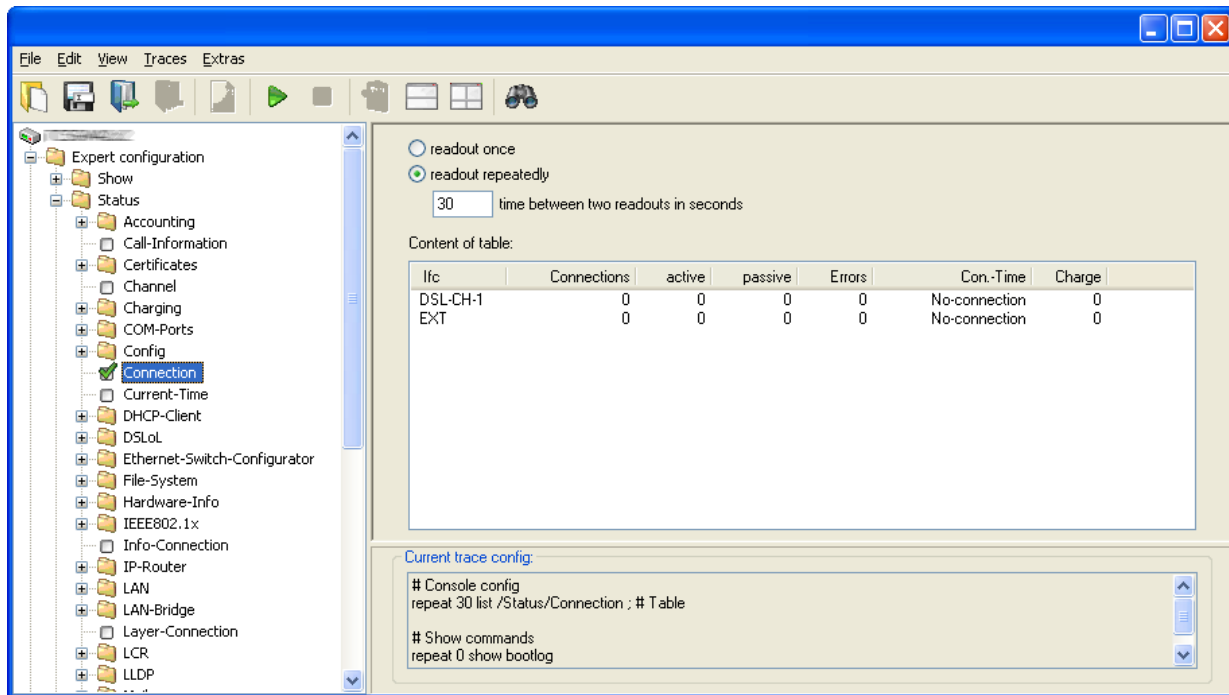 File Edit View Traces Extras
Expert configuration
Show
Status
Accounting
Call-Information
Certificates
Channel
Charging
COM-Ports
Config
Connection
Current-Time
DHCP-Client
DSLoL
Ethernet-Switch-Configurator
File-System
Hardware-Info
IEEE802.1x
Info-Connection
IP-Router
LAN
LAN-Bridge
Layer-Connection
LCR
LLDP
readout once
readout repeatedly
30 time between two readouts in seconds
Content of table:
Ifc Connections active passive Errors Con.-Time Charge
DSL-CH-1 0 0 0 0 No-connection 0
EXT 0 0 0 0 No-connection 0
Current trace config:
# Console config
repeat 30 list /Status/Connection ; # Table
# Show commands
repeat 0 show bootlog